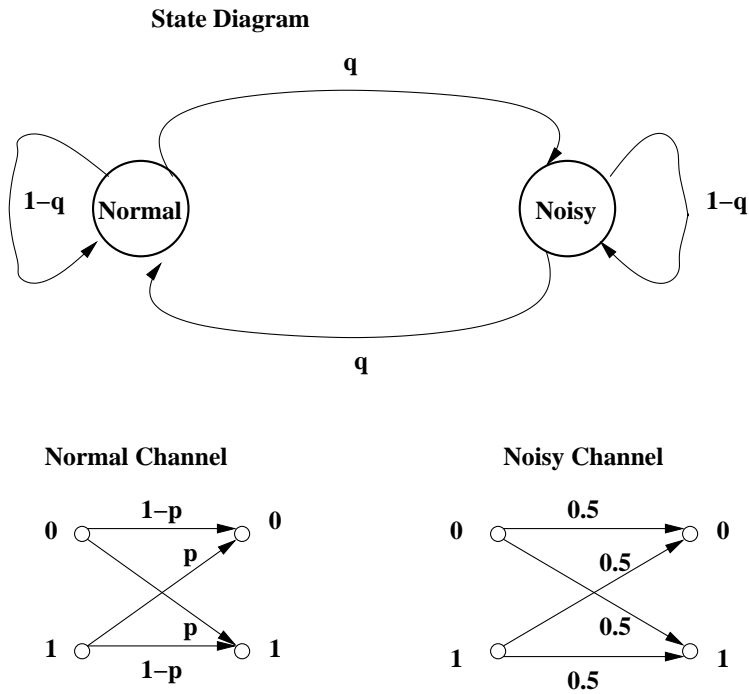 State Diagram
q
1−q
Normal
Noisy
1−q
q
Normal Channel
Noisy Channel
0
1−p
0
p
p
1
1−p
1
0
0.5
0
0.5
0.5
1
0.5
1